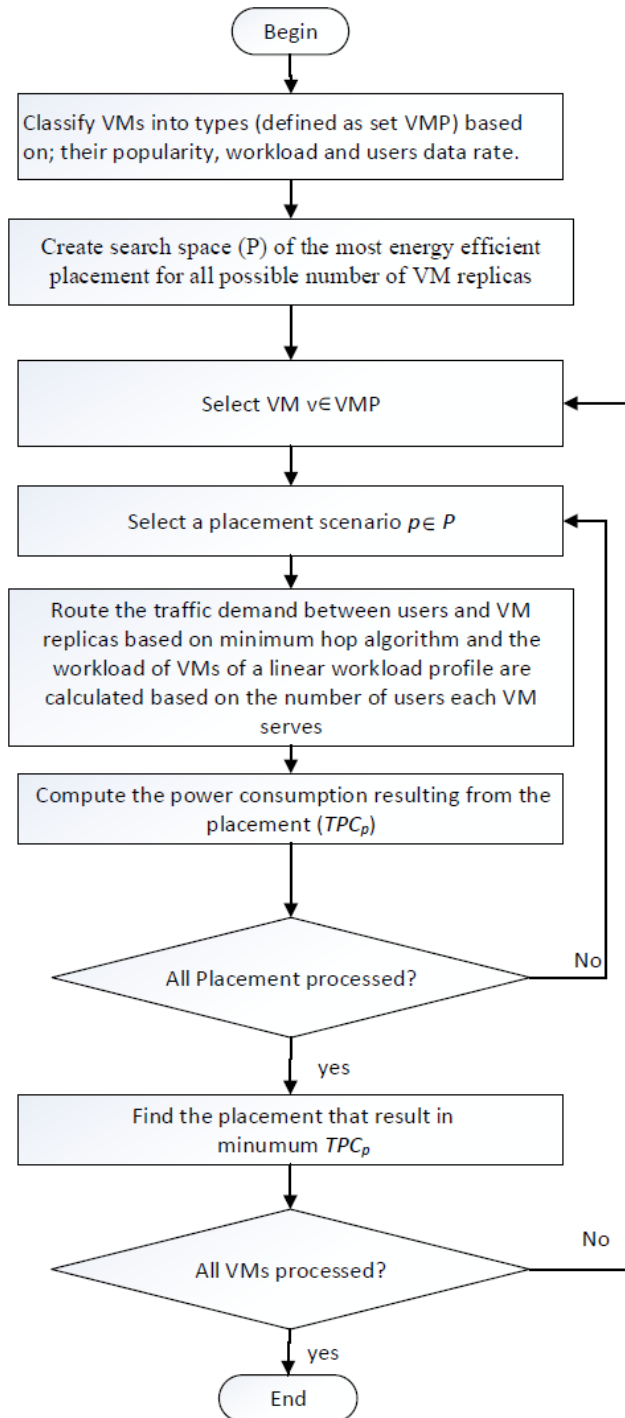 Begin
Classify VMs into types (defined as set VMP) based
on; their popularity, workload and users data rate.
Create search space (P) of the most energy efficient
placement for all possible number of VM replicas
Select VM v∈VMP
Select a placement scenario p∈ P
Route the traffic demand between users and VM
replicas based on minimum hop algorithm and the
workload of VMs of a linear workload profile are
calculated based on the number of users each VM
serves
Compute the power consumption resulting from the
placement (TPCp)
All Placement processed?
No
yes
Find the placement that result in
minumum TPCp
All VMs processed?
No
yes
End